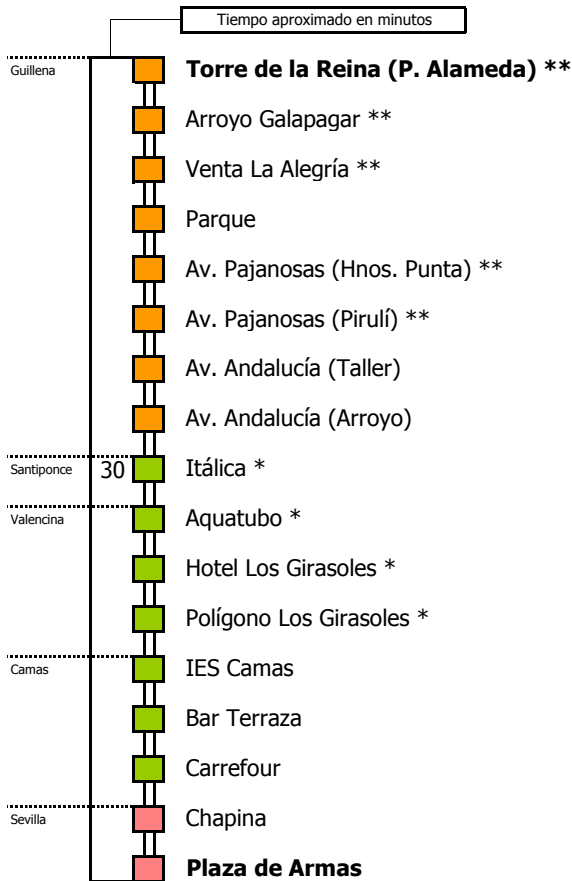 Tiempo aproximado en minutos
Guillena
Torre de la Reina (P. Alameda) **
Arroyo Galapagar **
Venta La Alegría **
Parque
Av. Pajanosas (Hnos. Punta) **
Av. Pajanosas (Pirulí) **
Av. Andalucía (Taller)
Av. Andalucía (Arroyo)
Santiponce 30 Itálica *
Valencina Aquatubo *
Hotel Los Girasoles *
Polígono Los Girasoles *
Camas IES Camas
Bar Terraza
Carrefour
Sevilla Chapina
Plaza de Armas